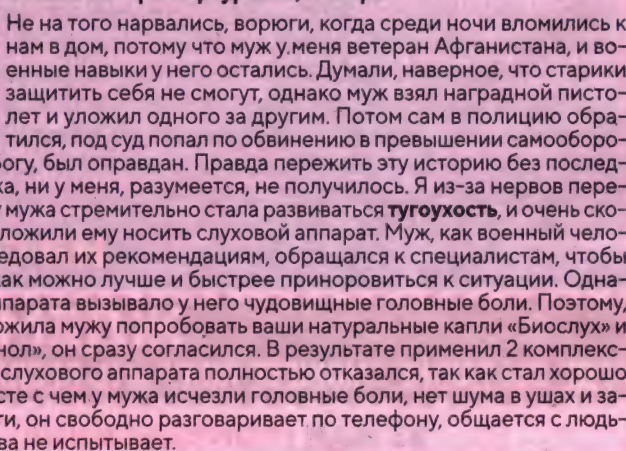 Не на того нарвались, ворюги, когда среди ночи вломились к
нам в дом, потому что муж у меня ветеран Афганистана, и во-
енные навыки у него остались. Думали, наверное, что старики
защитить себя не смогут, однако муж взял наградной писто-
лет и уложил одного за другим. Потом сам в полицию обра-
тился, под суд попал по обвинению в превышении самооборо-
огу, был оправдан. Правда пережить эту историю без послед-
ка, ни у меня, разумеется, не получилось. Я из-за нервов пере-
мужа стремительно стала развиваться тугоухость, и очень ско-
ложили ему носить слуховой аппарат. Муж, как военный чело-
едовал их рекомендациям, обращался к специалистам, чтобы
ак можно лучше и быстрее приноровиться к ситуации. Одна-
ппарата вызывало у него чудовищные головные боли. Поэтому,
ожила мужу попробовать ваши натуральные капли «Биослух» и
нол», он сразу согласился. В результате применил 2 комплекс-
слухового аппарата полностью отказался, так как стал хорошо
сте с чем у мужа исчезли головные боли, нет шума в ушах и за-
ти, он свободно разговаривает по телефону, общается с людь-
ва не испытывает.